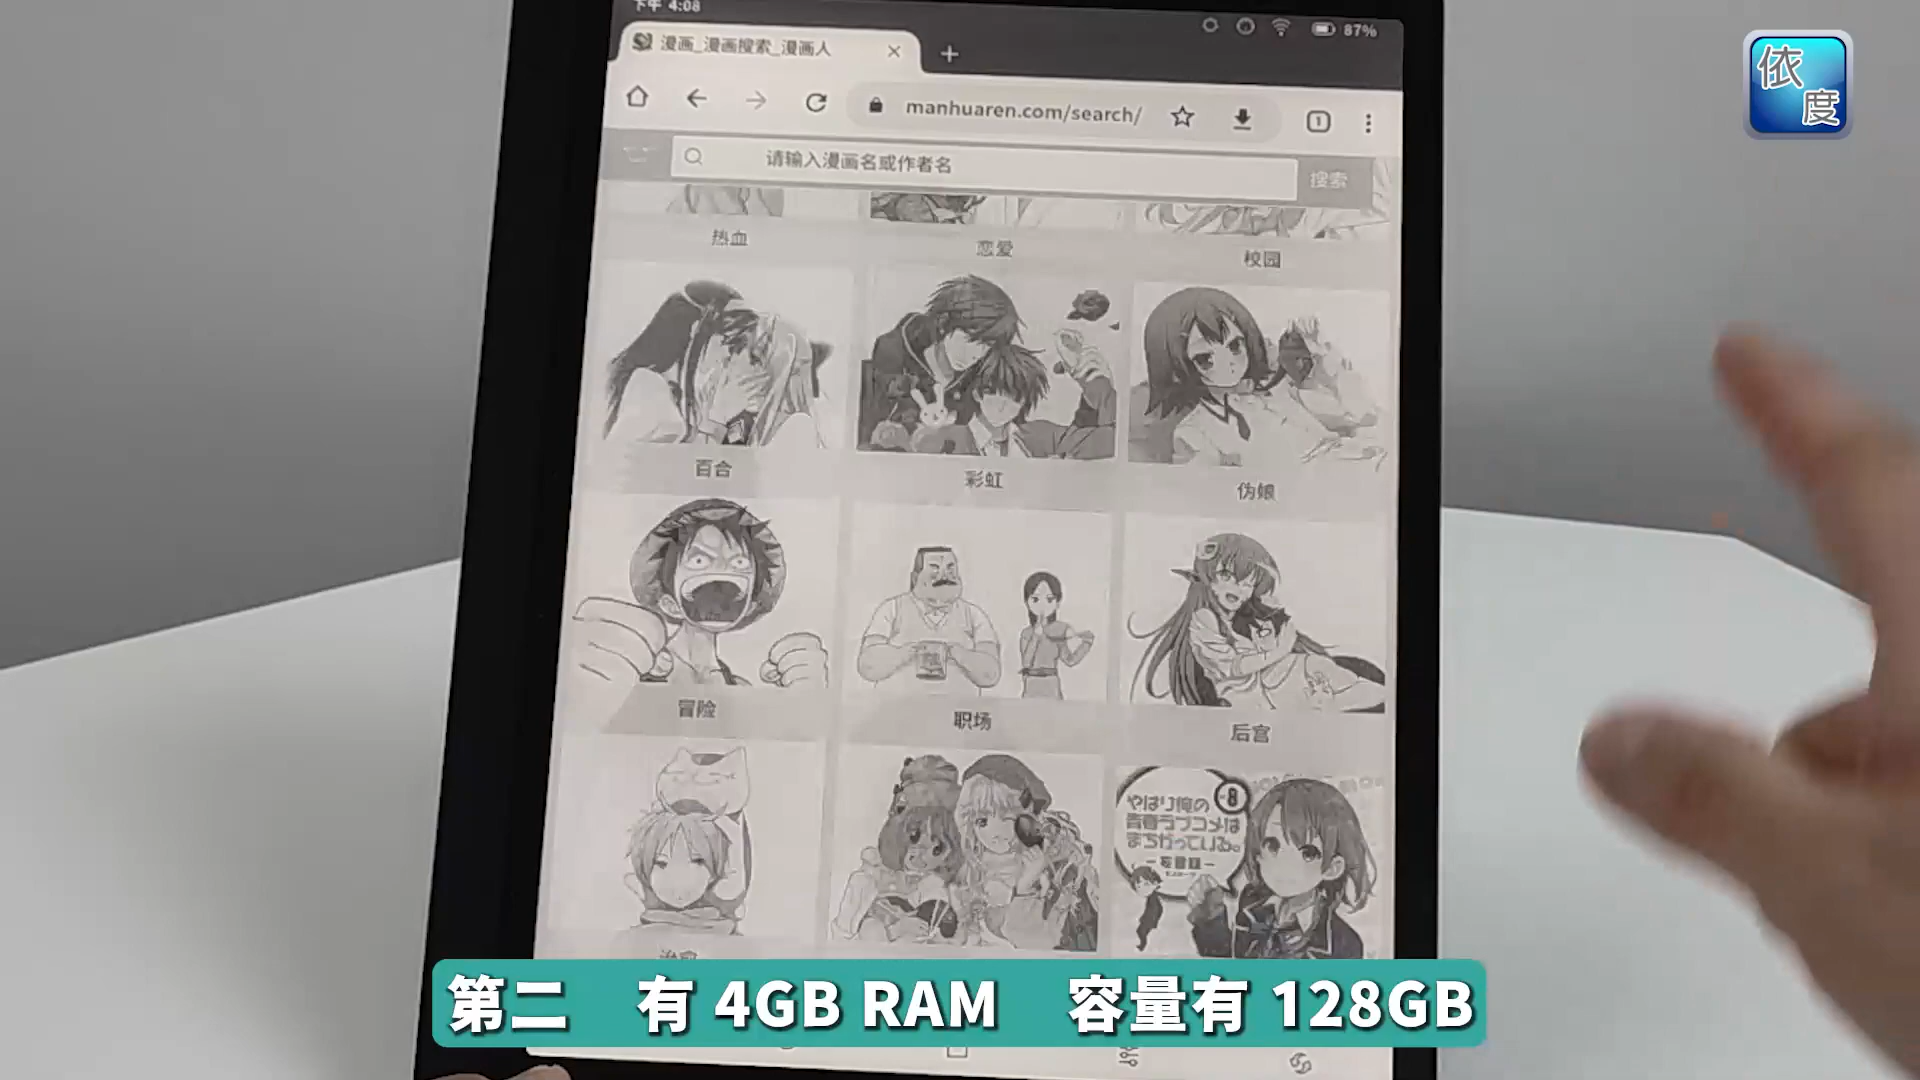 下午 4:08
87%
漫画_漫画搜索_漫画人
manhuaren.com/search/
1
请输入漫画名或作者名
搜索
依度
热血
恋爱
校园
百合
彩虹
伪娘
冒险
职场
后宫
8
やはり俺の
青春ラブコメは
まちがっている。
治愈
第二 有 4GB RAM 容量有 128GB